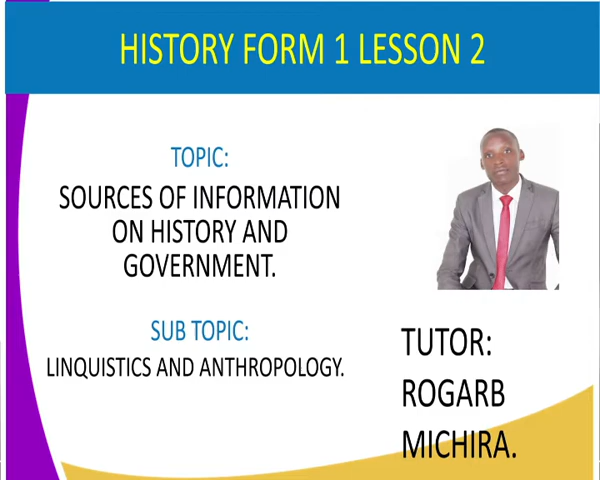 HISTORY FORM 1 LESSON 2
TOPIC:
SOURCES OF INFORMATION
ON HISTORY AND
GOVERNMENT.
SUB TOPIC:
LINQUISTICS AND ANTHROPOLOGY.
TUTOR:
ROGARB
MICHIRA.